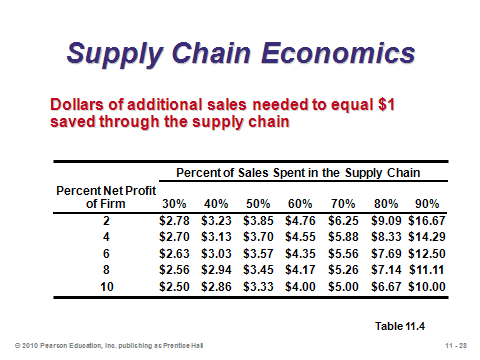 Supply Chain Economics
Dollars of additional sales needed to equal $1
saved through the supply chain
Percent of Sales Spent in the Supply Chain
Percent Net Profit
of Firm 30% 40% 50% 60% 70% 80% 90%
2 $2.78 $3.23 $3.85 $4.76 $6.25 $9.09 $16.67
4 $2.70 $3.13 $3.70 $4.55 $5.88 $8.33 $14.29
6 $2.63 $3.03 $3.57 $4.35 $5.56 $7.69 $12.50
8 $2.56 $2.94 $3.45 $4.17 $5.26 $7.14 $11.11
10 $2.50 $2.86 $3.33 $4.00 $5.00 $6.67 $10.00
Table 11.4
© 2010 Pearson Education, Inc. publishing as Prentice Hall 11 - 28